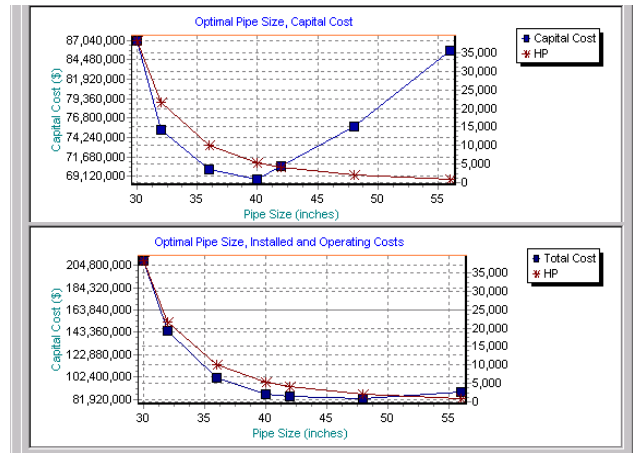 Optimal Pipe Size, Capital Cost
Capital Cost ($)
87,040,000
84,480,000
81,920,000
79,360,000
76,800,000
74,240,000
71,680,000
69,120,000
35,000
30,000
25,000
20,000
15,000
10,000
5,000
0
30 35 40 45 50 55
Pipe Size (inches)
Capital Cost
HP
Optimal Pipe Size, Installed and Operating Costs
Capital Cost ($)
204,800,000
184,320,000
163,840,000
143,360,000
122,880,000
102,400,000
81,920,000
35,000
30,000
25,000
20,000
15,000
10,000
5,000
0
30 35 40 45 50 55
Pipe Size (inches)
Total Cost
HP